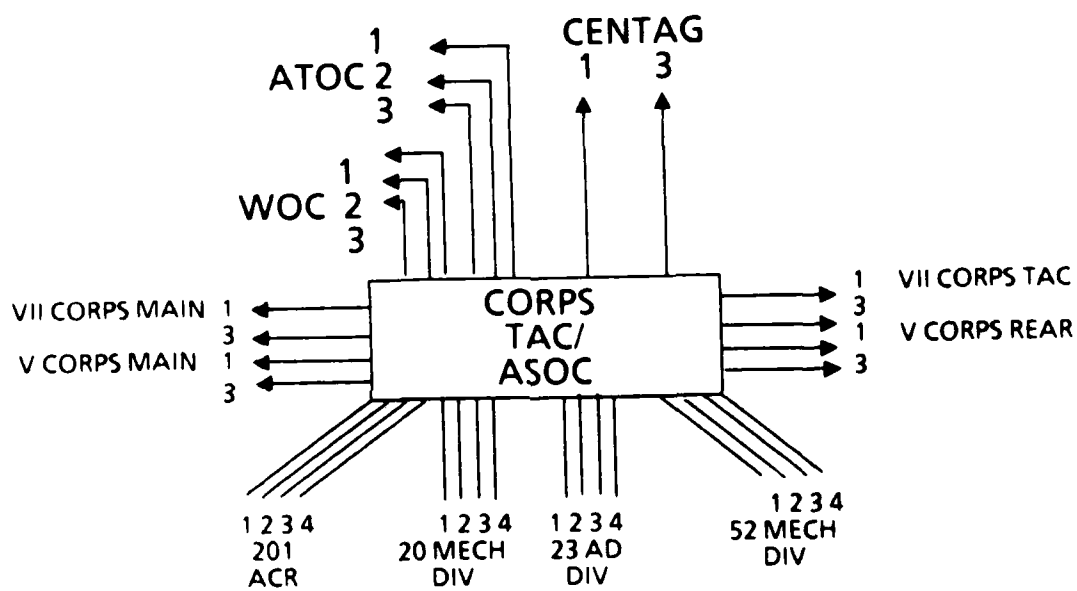 1
ATOC 2
3
CENTAG
1 3
1
WOC 2
3
VII CORPS MAIN 1
3
V CORPS MAIN 1
3
CORPS
TAC/
ASOC
1 VII CORPS TAC
3
1 V CORPS REAR
3
1 2 3 4
201
ACR
1 2 3 4
20 MECH
DIV
1 2 3 4
23 AD
DIV
1 2 3 4
52 MECH
DIV